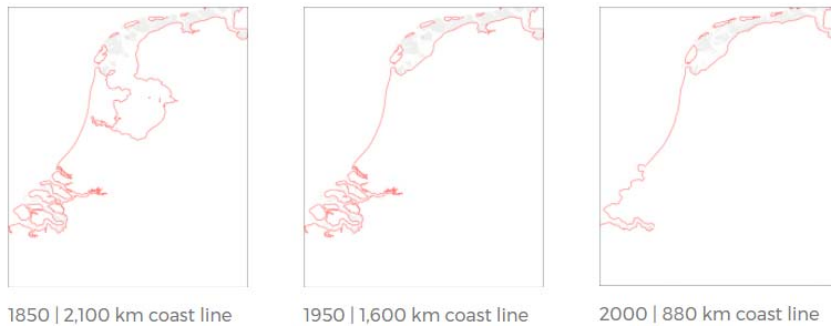 1850 | 2,100 km coast line
1950 | 1,600 km coast line
2000 | 880 km coast line